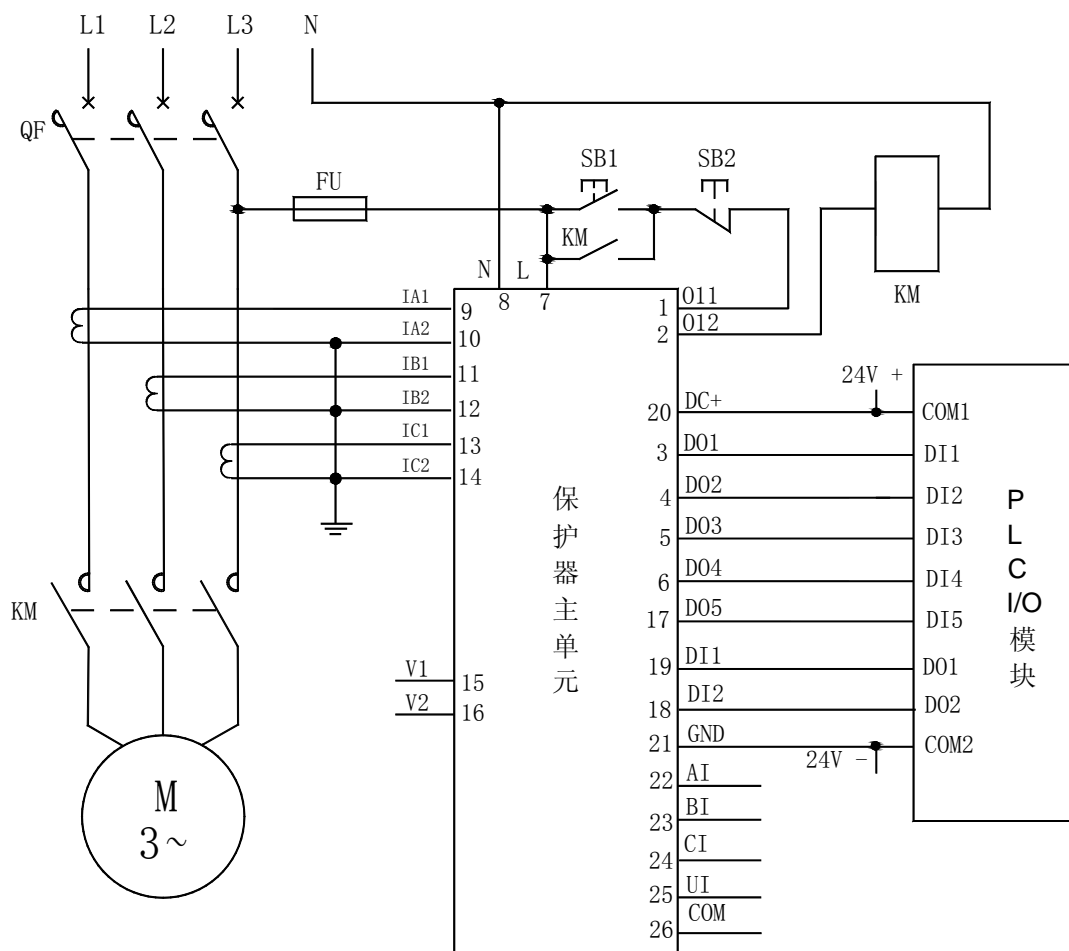 L1 L2 L3 N
QF
FU
SB1 SB2
KM
KM
N L
8 7
IA1 9
IA2 10
IB1 11
IB2 12
IC1 13
IC2 14
1 O11
2 O12
24V +
20 DC+ COM1
3 DO1 DI1
4 DO2 DI2
5 DO3 DI3
6 DO4 DI4
17 DO5 DI5
19 DI1 DO1
18 DI2 DO2
21 GND COM2
24V -
22 AI
23 BI
24 CI
25 UI
26 COM
保护器主单元
PLC
I/O
模块
KM
V1 15
V2 16
M
3~